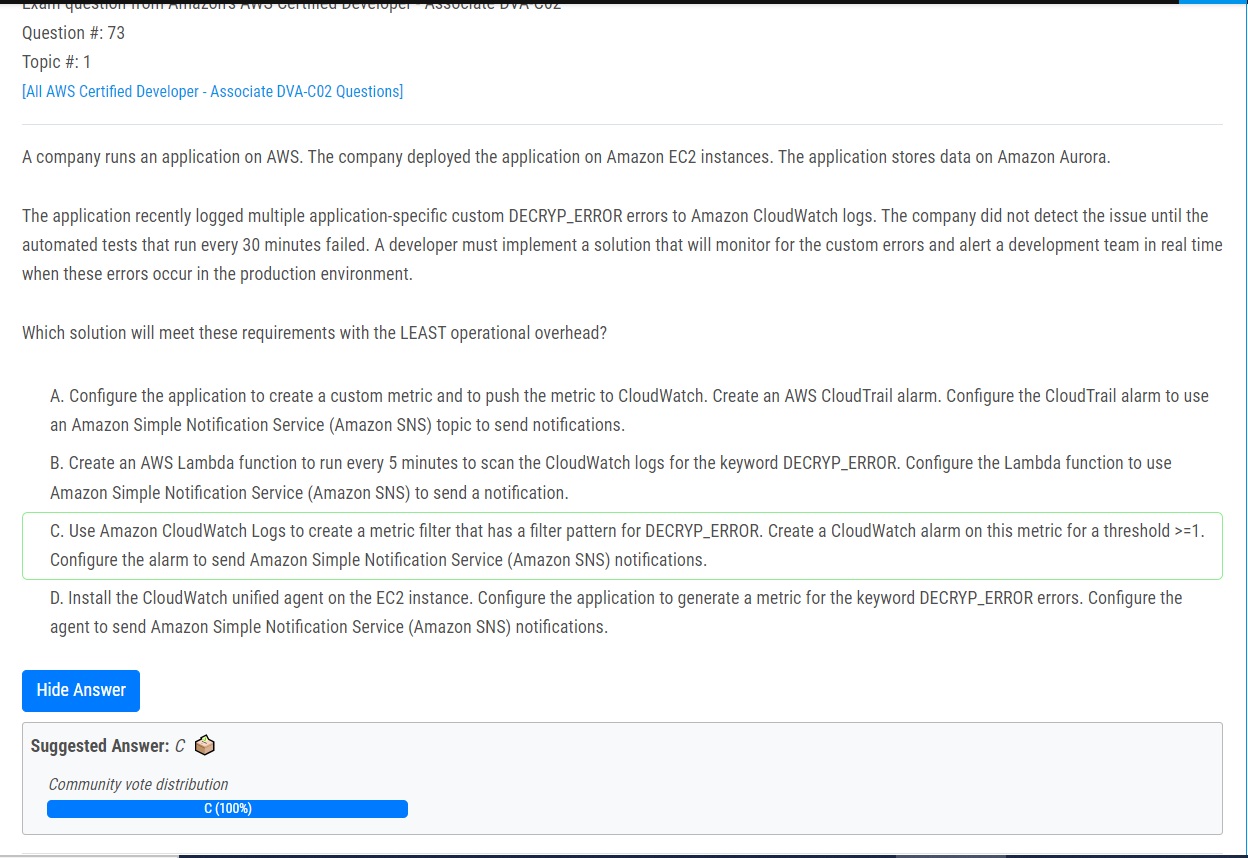 Exam question from Amazon's AWS Certified Developer - Associate DVA-C02
Question #: 73
Topic #: 1
[All AWS Certified Developer - Associate DVA-C02 Questions]
A company runs an application on AWS. The company deployed the application on Amazon EC2 instances. The application stores data on Amazon Aurora.
The application recently logged multiple application-specific custom DECRYP_ERROR errors to Amazon CloudWatch logs. The company did not detect the issue until the
automated tests that run every 30 minutes failed. A developer must implement a solution that will monitor for the custom errors and alert a development team in real time
when these errors occur in the production environment.
Which solution will meet these requirements with the LEAST operational overhead?
A. Configure the application to create a custom metric and to push the metric to CloudWatch. Create an AWS CloudTrail alarm. Configure the CloudTrail alarm to use
an Amazon Simple Notification Service (Amazon SNS) topic to send notifications.
B. Create an AWS Lambda function to run every 5 minutes to scan the CloudWatch logs for the keyword DECRYP_ERROR. Configure the Lambda function to use
Amazon Simple Notification Service (Amazon SNS) to send a notification.
C. Use Amazon CloudWatch Logs to create a metric filter that has a filter pattern for DECRYP_ERROR. Create a CloudWatch alarm on this metric for a threshold >=1.
Configure the alarm to send Amazon Simple Notification Service (Amazon SNS) notifications.
D. Install the CloudWatch unified agent on the EC2 instance. Configure the application to generate a metric for the keyword DECRYP_ERROR errors. Configure the
agent to send Amazon Simple Notification Service (Amazon SNS) notifications.
Hide Answer
Suggested Answer: C
Community vote distribution
C (100%)